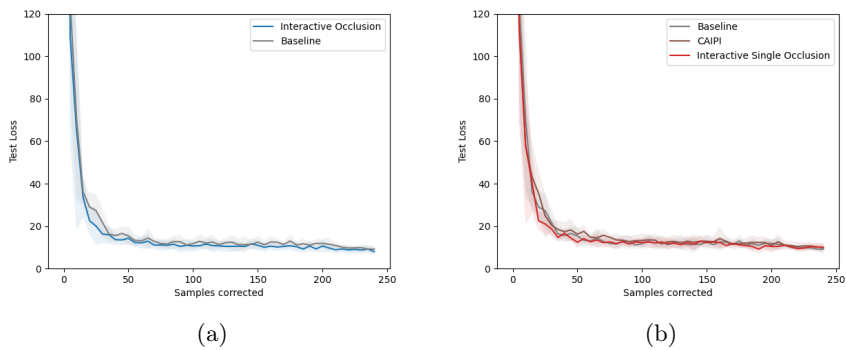 120
100
80
60
40
20
0
Test Loss
Interactive Occlusion
Baseline
0 50 100 150 200 250
Samples corrected
(a)
120
100
80
60
40
20
0
Test Loss
Baseline
CAIPI
Interactive Single Occlusion
0 50 100 150 200 250
Samples corrected
(b)